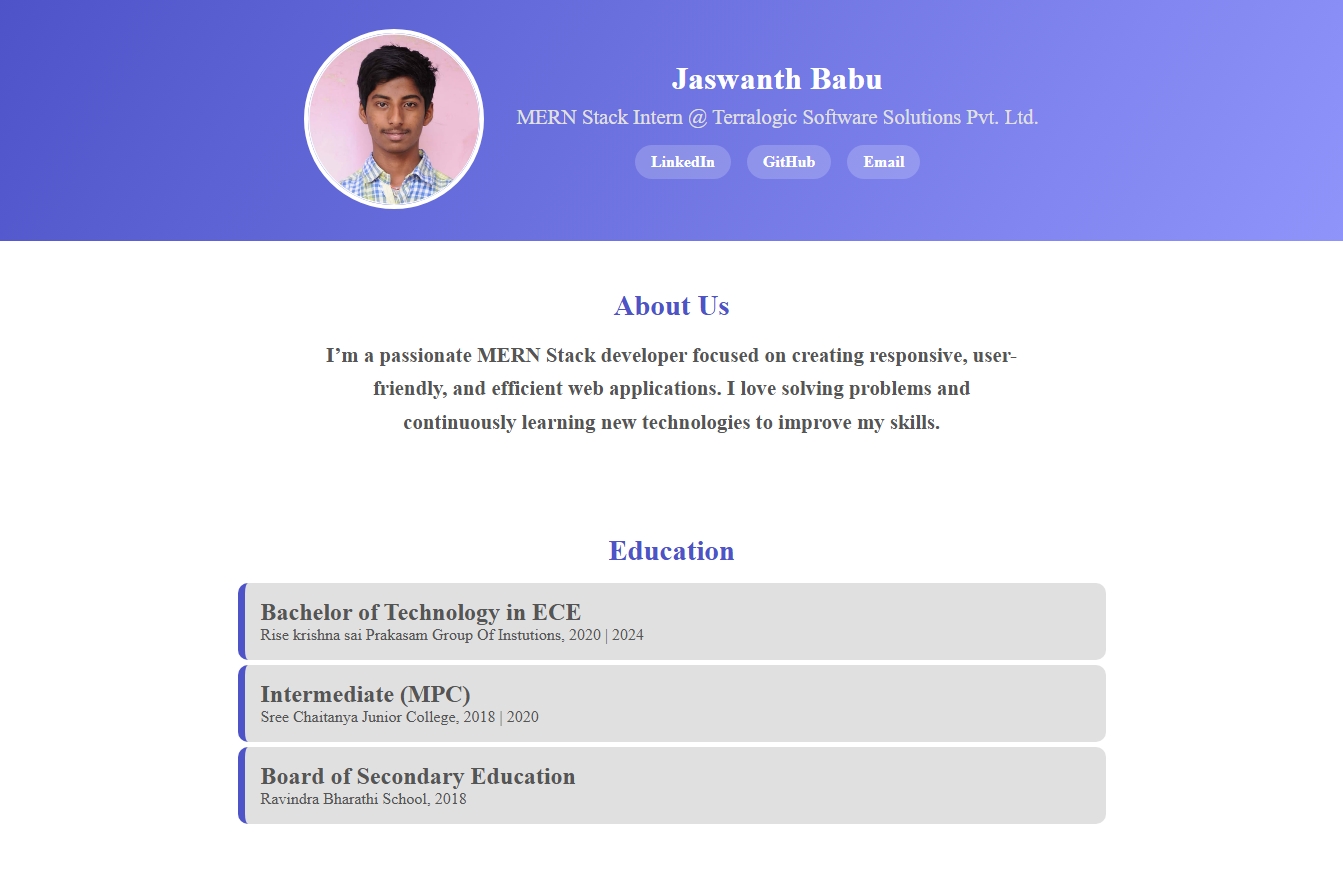 Jaswanth Babu
MERN Stack Intern @ Terralogic Software Solutions Pvt. Ltd.
LinkedIn GitHub Email
About Us
I’m a passionate MERN Stack developer focused on creating responsive, user-
friendly, and efficient web applications. I love solving problems and
continuously learning new technologies to improve my skills.
Education
Bachelor of Technology in ECE
Rise krishna sai Prakasam Group Of Instutions, 2020 | 2024
Intermediate (MPC)
Sree Chaitanya Junior College, 2018 | 2020
Board of Secondary Education
Ravindra Bharathi School, 2018